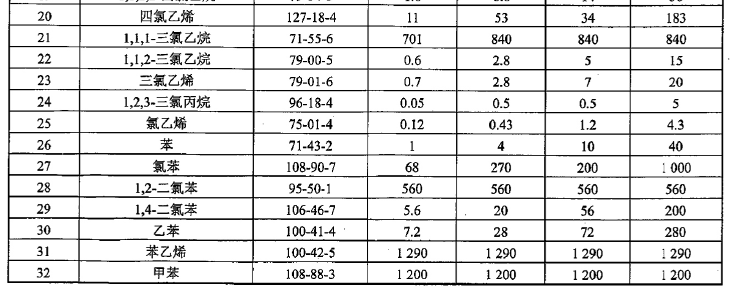 20 四氯乙烯 127-18-4 11 53 34 183
21 1,1,1-三氯乙烷 71-55-6 701 840 840 840
22 1,1,2-三氯乙烷 79-00-5 0.6 2.8 5 15
23 三氯乙烯 79-01-6 0.7 2.8 7 20
24 1,2,3-三氯丙烷 96-18-4 0.05 0.5 0.5 5
25 氯乙烯 75-01-4 0.12 0.43 1.2 4.3
26 苯 71-43-2 1 4 10 40
27 氯苯 108-90-7 68 270 200 1 000
28 1,2-二氯苯 95-50-1 560 560 560 560
29 1,4-二氯苯 106-46-7 5.6 20 56 200
30 乙苯 100-41-4 7.2 28 72 280
31 苯乙烯 100-42-5 1 290 1 290 1 290 1 290
32 甲苯 108-88-3 1 200 1 200 1 200 1 200